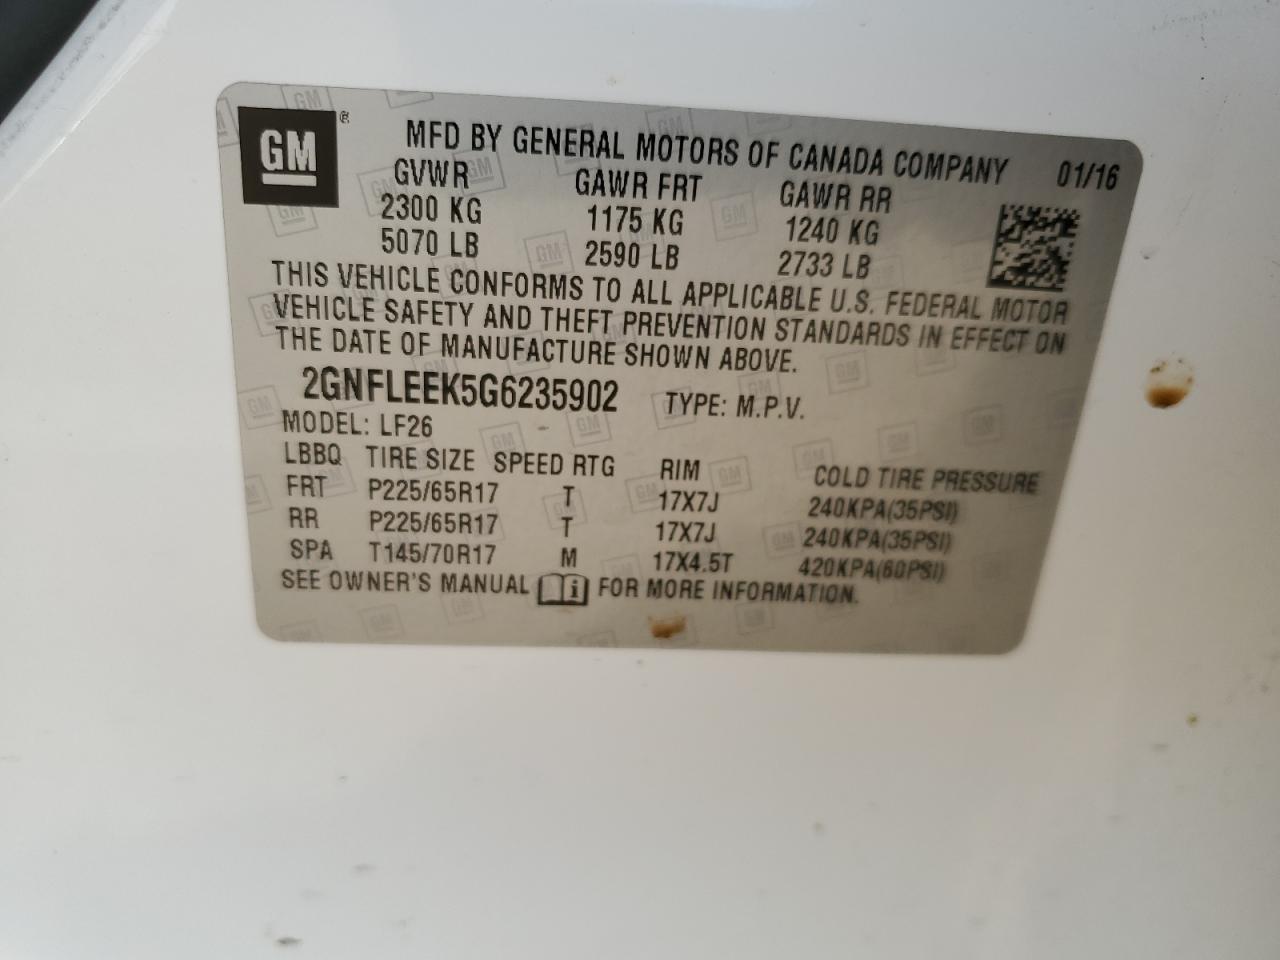 GM ®
MFD BY GENERAL MOTORS OF CANADA COMPANY 01/16
GVWR GAWR FRT GAWR RR
2300 KG 1175 KG 1240 KG
5070 LB 2590 LB 2733 LB
THIS VEHICLE CONFORMS TO ALL APPLICABLE U.S. FEDERAL MOTOR
VEHICLE SAFETY AND THEFT PREVENTION STANDARDS IN EFFECT ON
THE DATE OF MANUFACTURE SHOWN ABOVE.
2GNFLEEK5G6235902 TYPE: M.P.V.
MODEL: LF26
LBBQ TIRE SIZE SPEED RTG RIM COLD TIRE PRESSURE
FRT P225/65R17 T 17X7J 240KPA(35PSI)
RR P225/65R17 T 17X7J 240KPA(35PSI)
SPA T145/70R17 M 17X4.5T 420KPA(60PSI)
SEE OWNER'S MANUAL i FOR MORE INFORMATION.